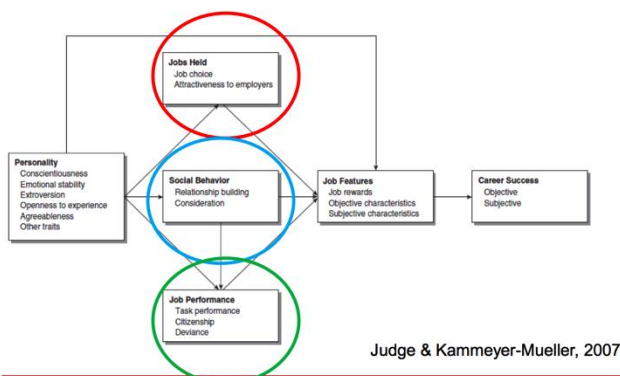 Jobs Held
Job choice
Attractiveness to employers
Personality
Conscientiousness
Emotional stability
Extroversion
Openness to experience
Agreeableness
Other traits
Social Behavior
Relationship building
Consideration
Job Features
Job rewards
Objective characteristics
Subjective characteristics
Career Success
Objective
Subjective
Job Performance
Task performance
Citizenship
Deviance
Judge & Kammeyer-Mueller, 2007